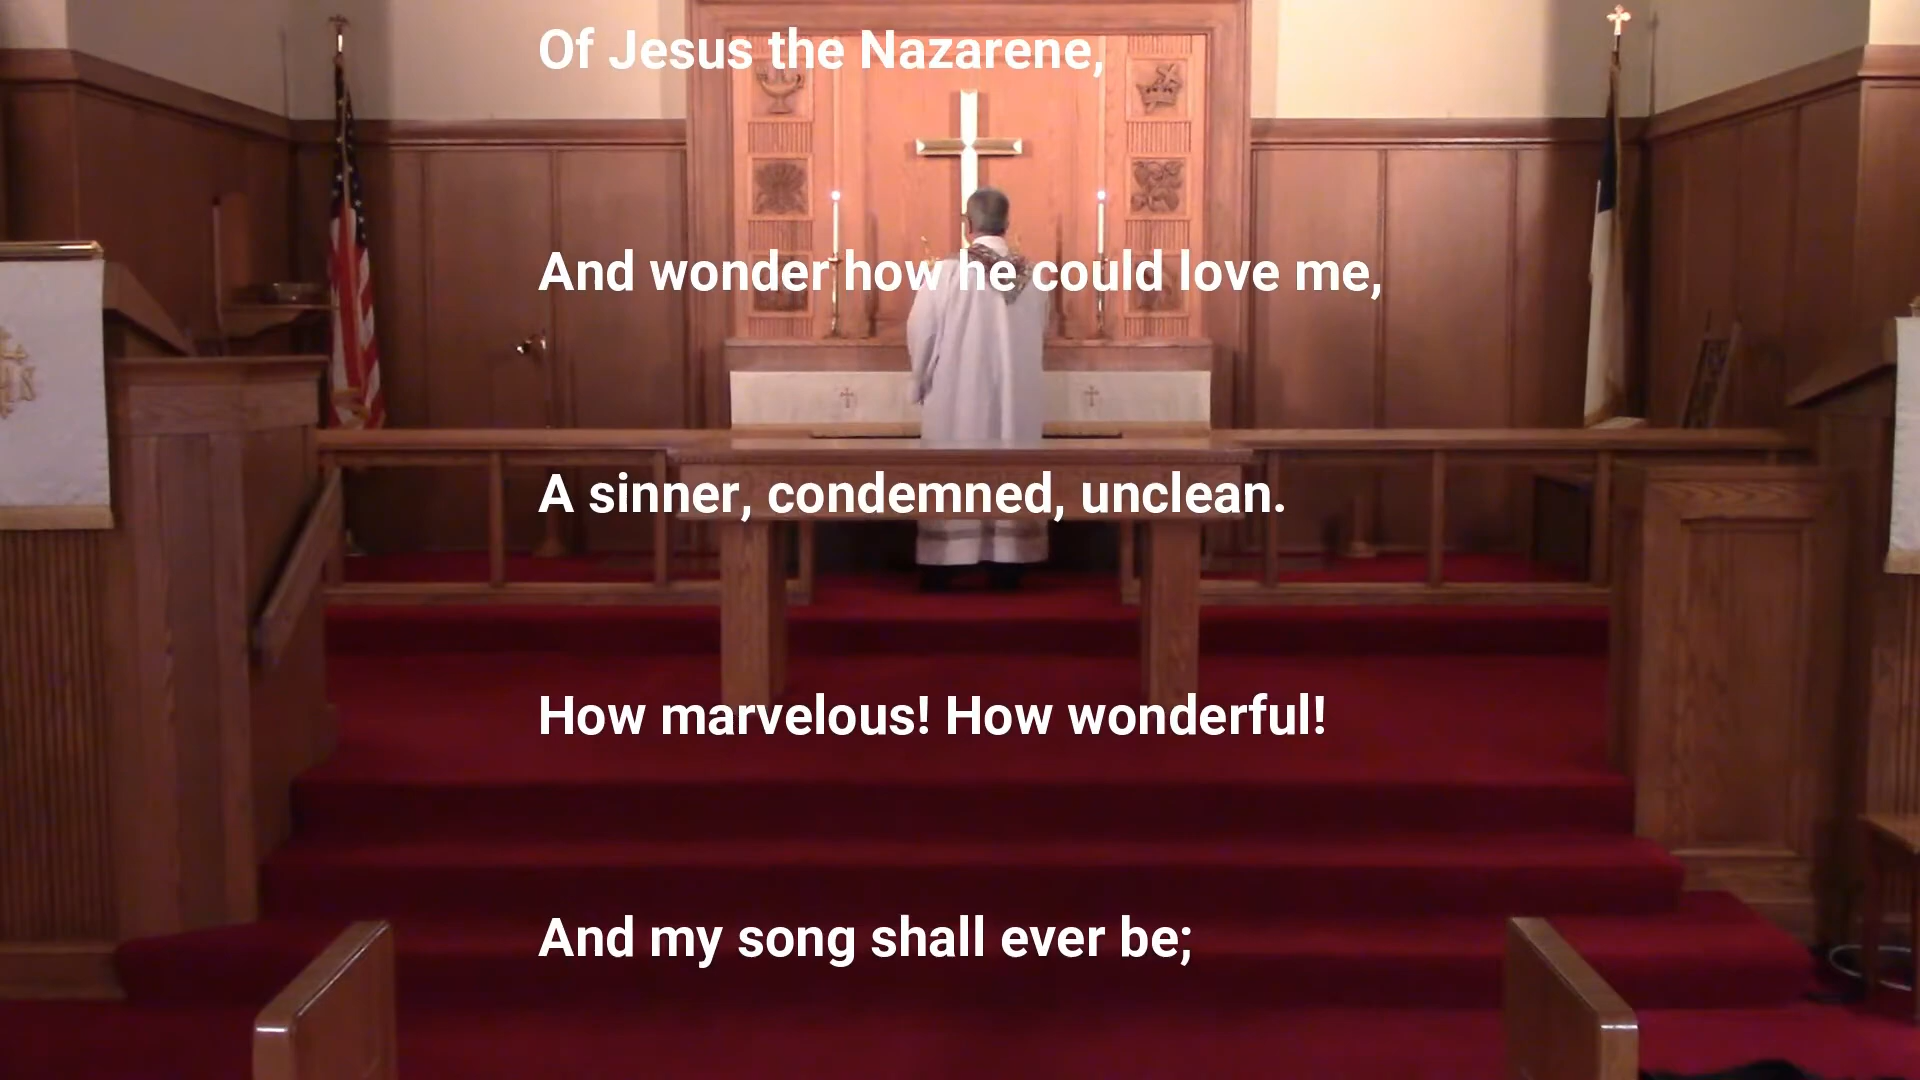 Of Jesus the Nazarene,
And wonder how he could love me,
A sinner, condemned, unclean.
How marvelous! How wonderful!
And my song shall ever be;